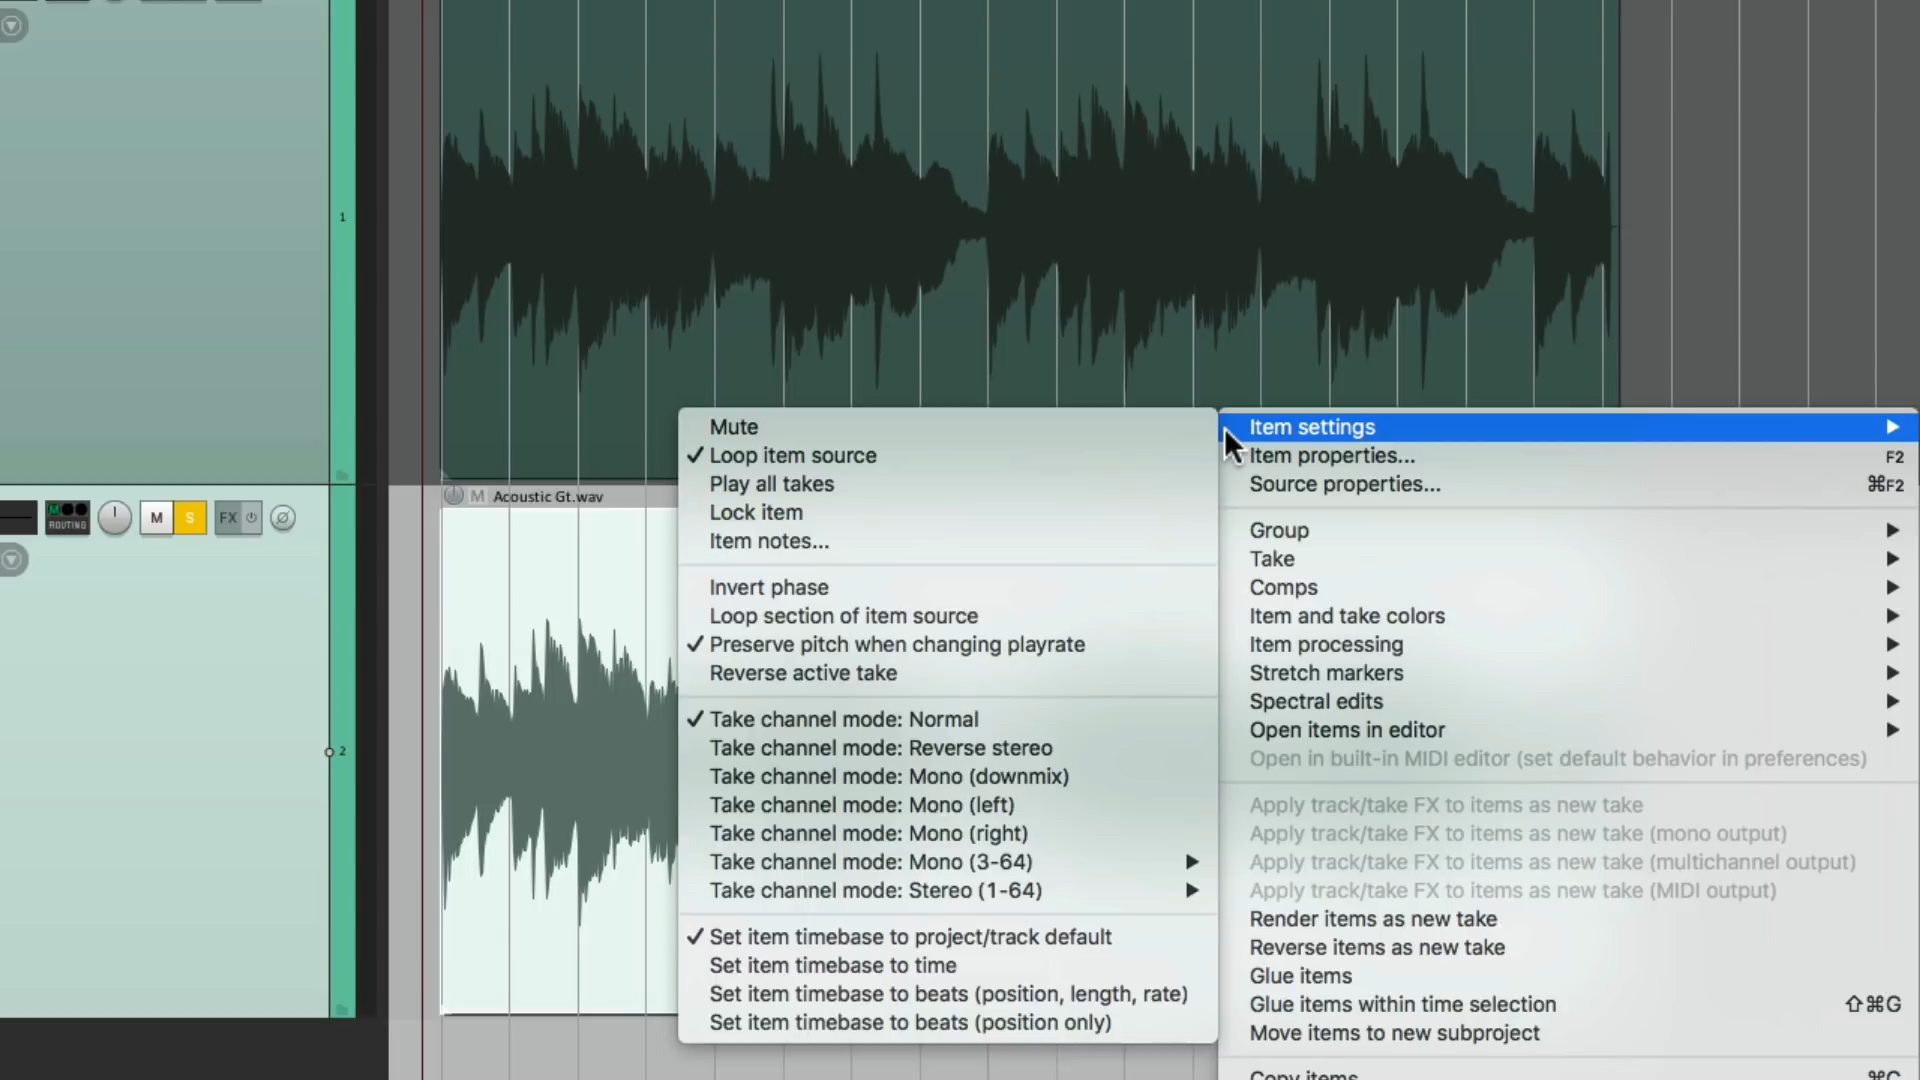 1
ROUTING
M
S
FX
2
M
Acoustic Gt.wav
Mute
✓ Loop item source
Play all takes
Lock item
Item notes...
Invert phase
Loop section of item source
✓ Preserve pitch when changing playrate
Reverse active take
✓ Take channel mode: Normal
Take channel mode: Reverse stereo
Take channel mode: Mono (downmix)
Take channel mode: Mono (left)
Take channel mode: Mono (right)
Take channel mode: Mono (3-64)
Take channel mode: Stereo (1-64)
✓ Set item timebase to project/track default
Set item timebase to time
Set item timebase to beats (position, length, rate)
Set item timebase to beats (position only)
Item settings
Item properties... F2
Source properties... ⌘F2
Group
Take
Comps
Item and take colors
Item processing
Stretch markers
Spectral edits
Open items in editor
Open in built-in MIDI editor (set default behavior in preferences)
Apply track/take FX to items as new take
Apply track/take FX to items as new take (mono output)
Apply track/take FX to items as new take (multichannel output)
Apply track/take FX to items as new take (MIDI output)
Render items as new take
Reverse items as new take
Glue items
Glue items within time selection ⇧⌘G
Move items to new subproject
Copy items ⌘C